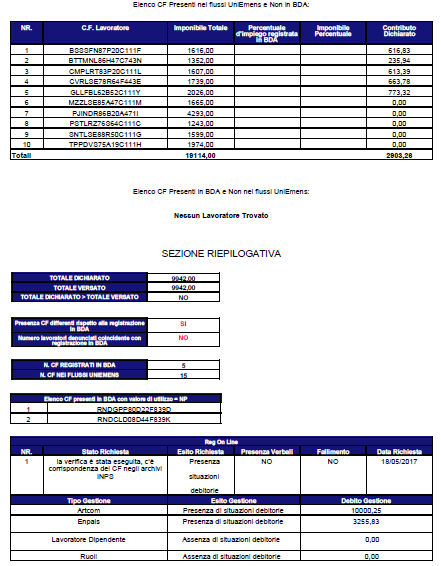 Elenco CF Presenti nei flussi UniEmens e Non in BDA:
NR. C.F. Lavoratore Imponibile Totale Percentuale d'impiego registrata in BDA Imponibile Percentuale Contributo Dichiarato
1 BSSSFN87P20C111F 1616,00 616,83
2 BTTMNL86H47C743N 1352,00 235,94
3 CMPLRT83P20C111L 1607,00 613,39
4 CVRLSE78R64F443E 1739,00 663,78
5 GLLFBL62B52C111Y 2026,00 773,32
6 MZZLSE85A47C111M 1665,00 0,00
7 PJINDR86B20A471I 4293,00 0,00
8 PSTLRZ76S64C111C 1243,00 0,00
9 SNTLSE88R50C111G 1599,00 0,00
10 TPPDVS75A19C111H 1974,00 0,00
Totali 19114,00 2903,26
Elenco CF Presenti in BDA e Non nei flussi UniEmens:
Nessun Lavoratore Trovato
SEZIONE RIEPILOGATIVA
TOTALE DICHIARATO 9942,00
TOTALE VERSATO 9942,00
TOTALE DICHIARATO > TOTALE VERSATO NO
Presenza CF differenti rispetto alla registrazione in BDA SI
Numero lavoratori denunciati coincidente con registrazione in BDA NO
N. CF REGISTRATI IN BDA 5
N. CF NEI FLUSSI UNIEMENS 15
Elenco CF presenti in BDA con valore di utilizzo = NP
1 RNDGPP80D22F839D
2 RNDCLD08D44F839K
Reg On Line
NR. Stato Richiesta Esito Richiesta Presenza Verbali Fallimento Data Richiesta
1 la verifica è stata eseguita, c'è corrispondenza dei CF negli archivi INPS Presenza situazioni debitorie NO NO 18/05/2017
Tipo Gestione Esito Gestione Debito Gestione
Artcom Presenza di situazioni debitorie 10000,25
Enpals Presenza di situazioni debitorie 3255,83
Lavoratore Dipendente Assenza di situazioni debitorie 0,00
Ruoli Assenza di situazioni debitorie 0,00